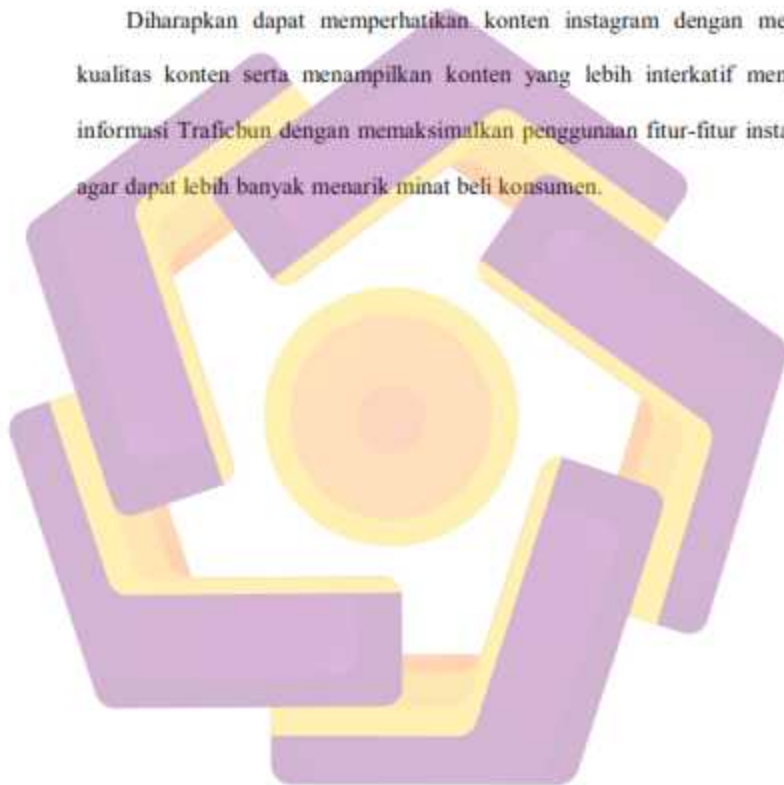 Diharapkan dapat memperhatikan konten instagram dengan me
kualitas konten serta menampilkan konten yang lebih interkatif men
informasi Traficbun dengan memaksimalkan penggunaan fitur-fitur insta
agar dapat lebih banyak menarik minat beli konsumen.